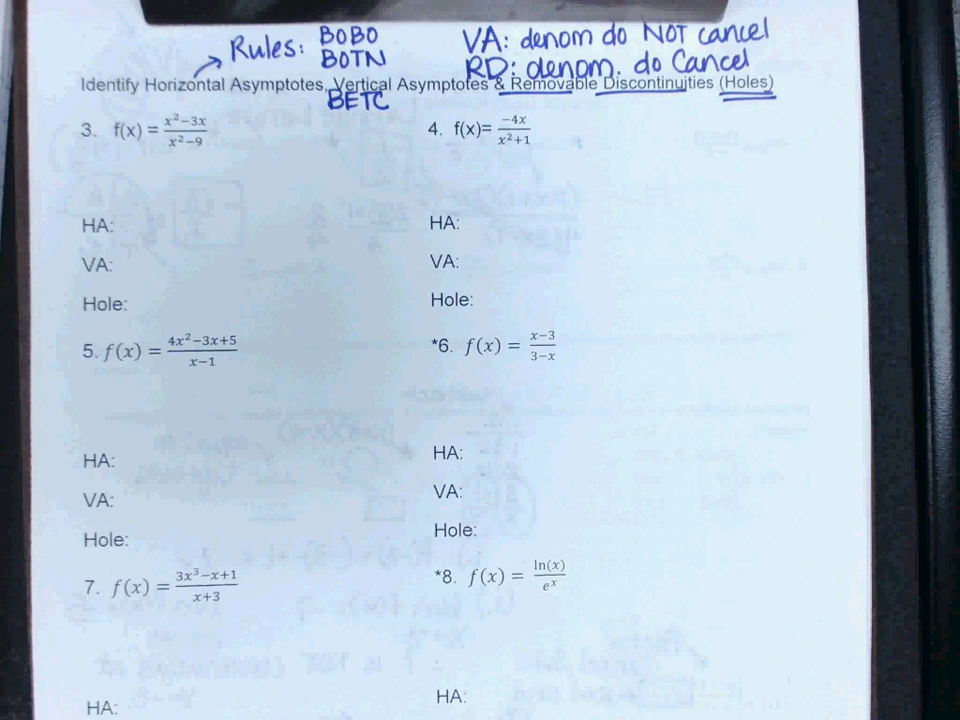 Rules: BOBO
BOTN
BETC
VA: denom do NOT cancel
RD: denom. do Cancel
Identify Horizontal Asymptotes, Vertical Asymptotes & Removable Discontinuities (Holes)
3. f(x) = x²−3x / x²−9
4. f(x)= −4x / x²+1
HA:
HA:
VA:
VA:
Hole:
Hole:
5. f(x) = 4x²−3x+5 / x−1
*6. f(x) = x−3 / 3−x
HA:
HA:
VA:
VA:
Hole:
Hole:
7. f(x) = 3x³−x+1 / x+3
*8. f(x) = ln(x) / eˣ
HA:
HA: